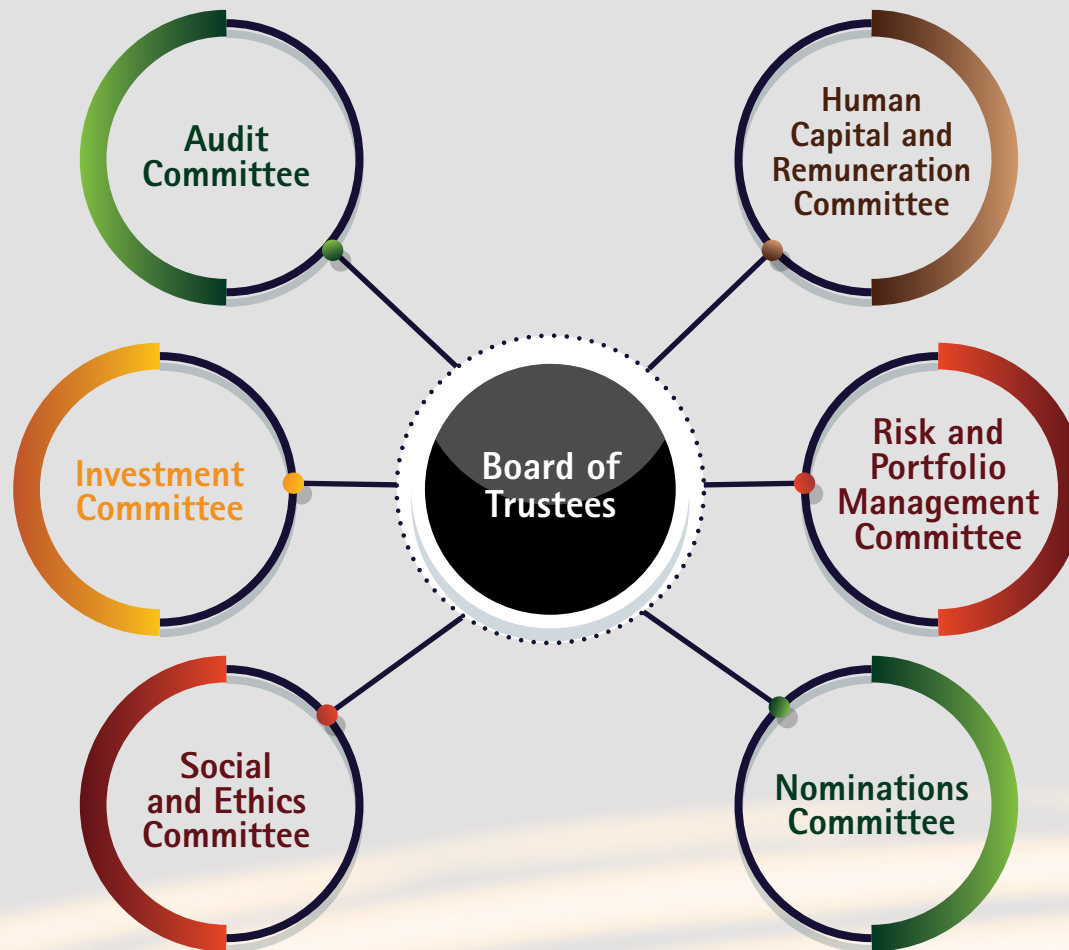 Audit
Committee
Human
Capital and
Remuneration
Committee
Investment
Committee
Board of
Trustees
Risk and
Portfolio
Management
Committee
Social
and Ethics
Committee
Nominations
Committee